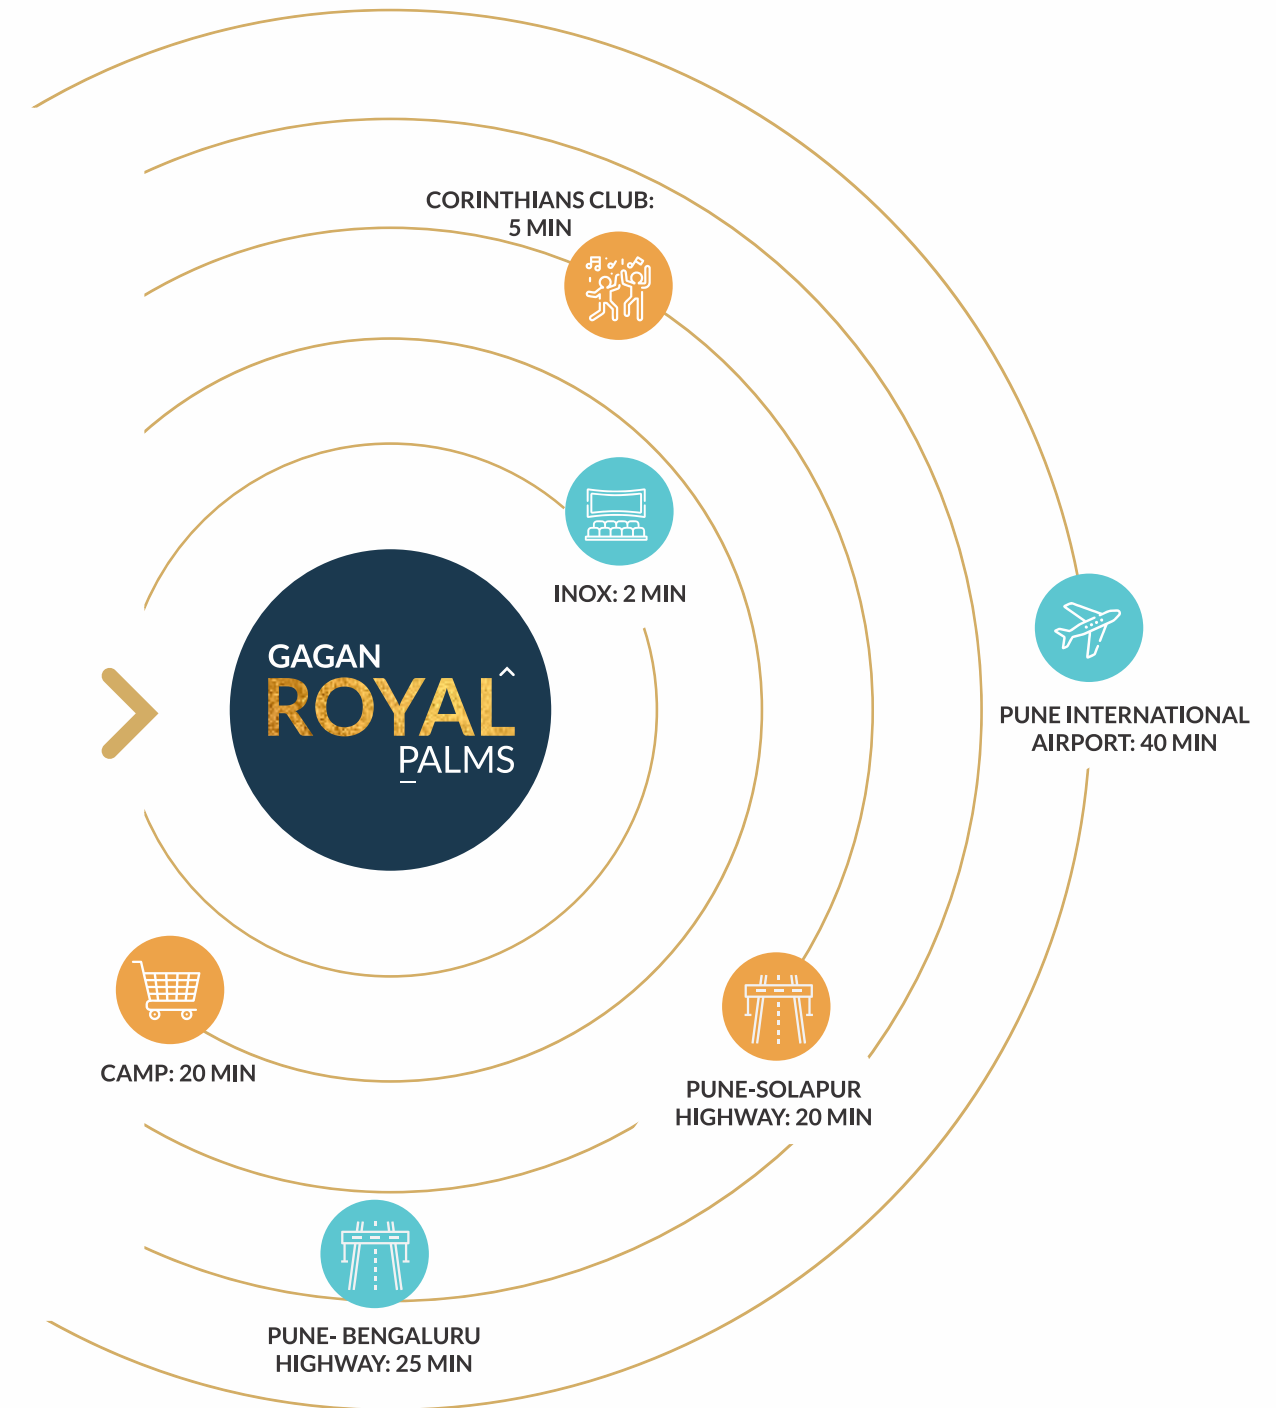 CORINTHIANS CLUB:
5 MIN
INOX: 2 MIN
GAGAN
ROYAL
PALMS
PUNE INTERNATIONAL
AIRPORT: 40 MIN
CAMP: 20 MIN
PUNE-SOLAPUR
HIGHWAY: 20 MIN
PUNE- BENGALURU
HIGHWAY: 25 MIN